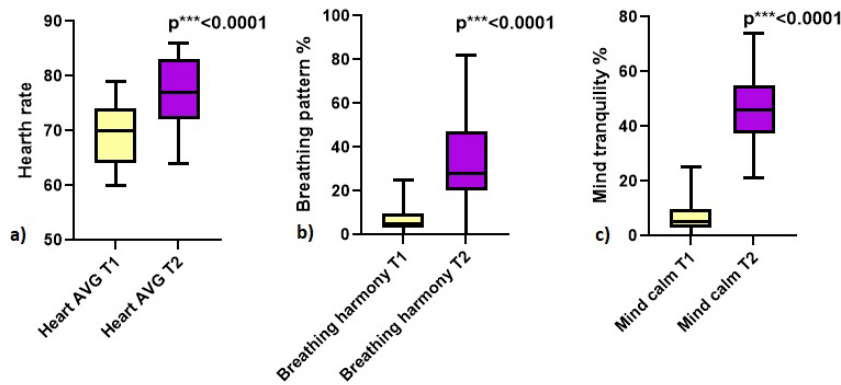 a)
Hearth rate
90
80
70
60
50
p***<0.0001
Heart AVG T1
Heart AVG T2
b)
Breathing pattern %
100
80
60
40
20
0
p***<0.0001
Breathing harmony T1
Breathing harmony T2
c)
Mind tranquility %
80
60
40
20
0
p***<0.0001
Mind calm T1
Mind calm T2